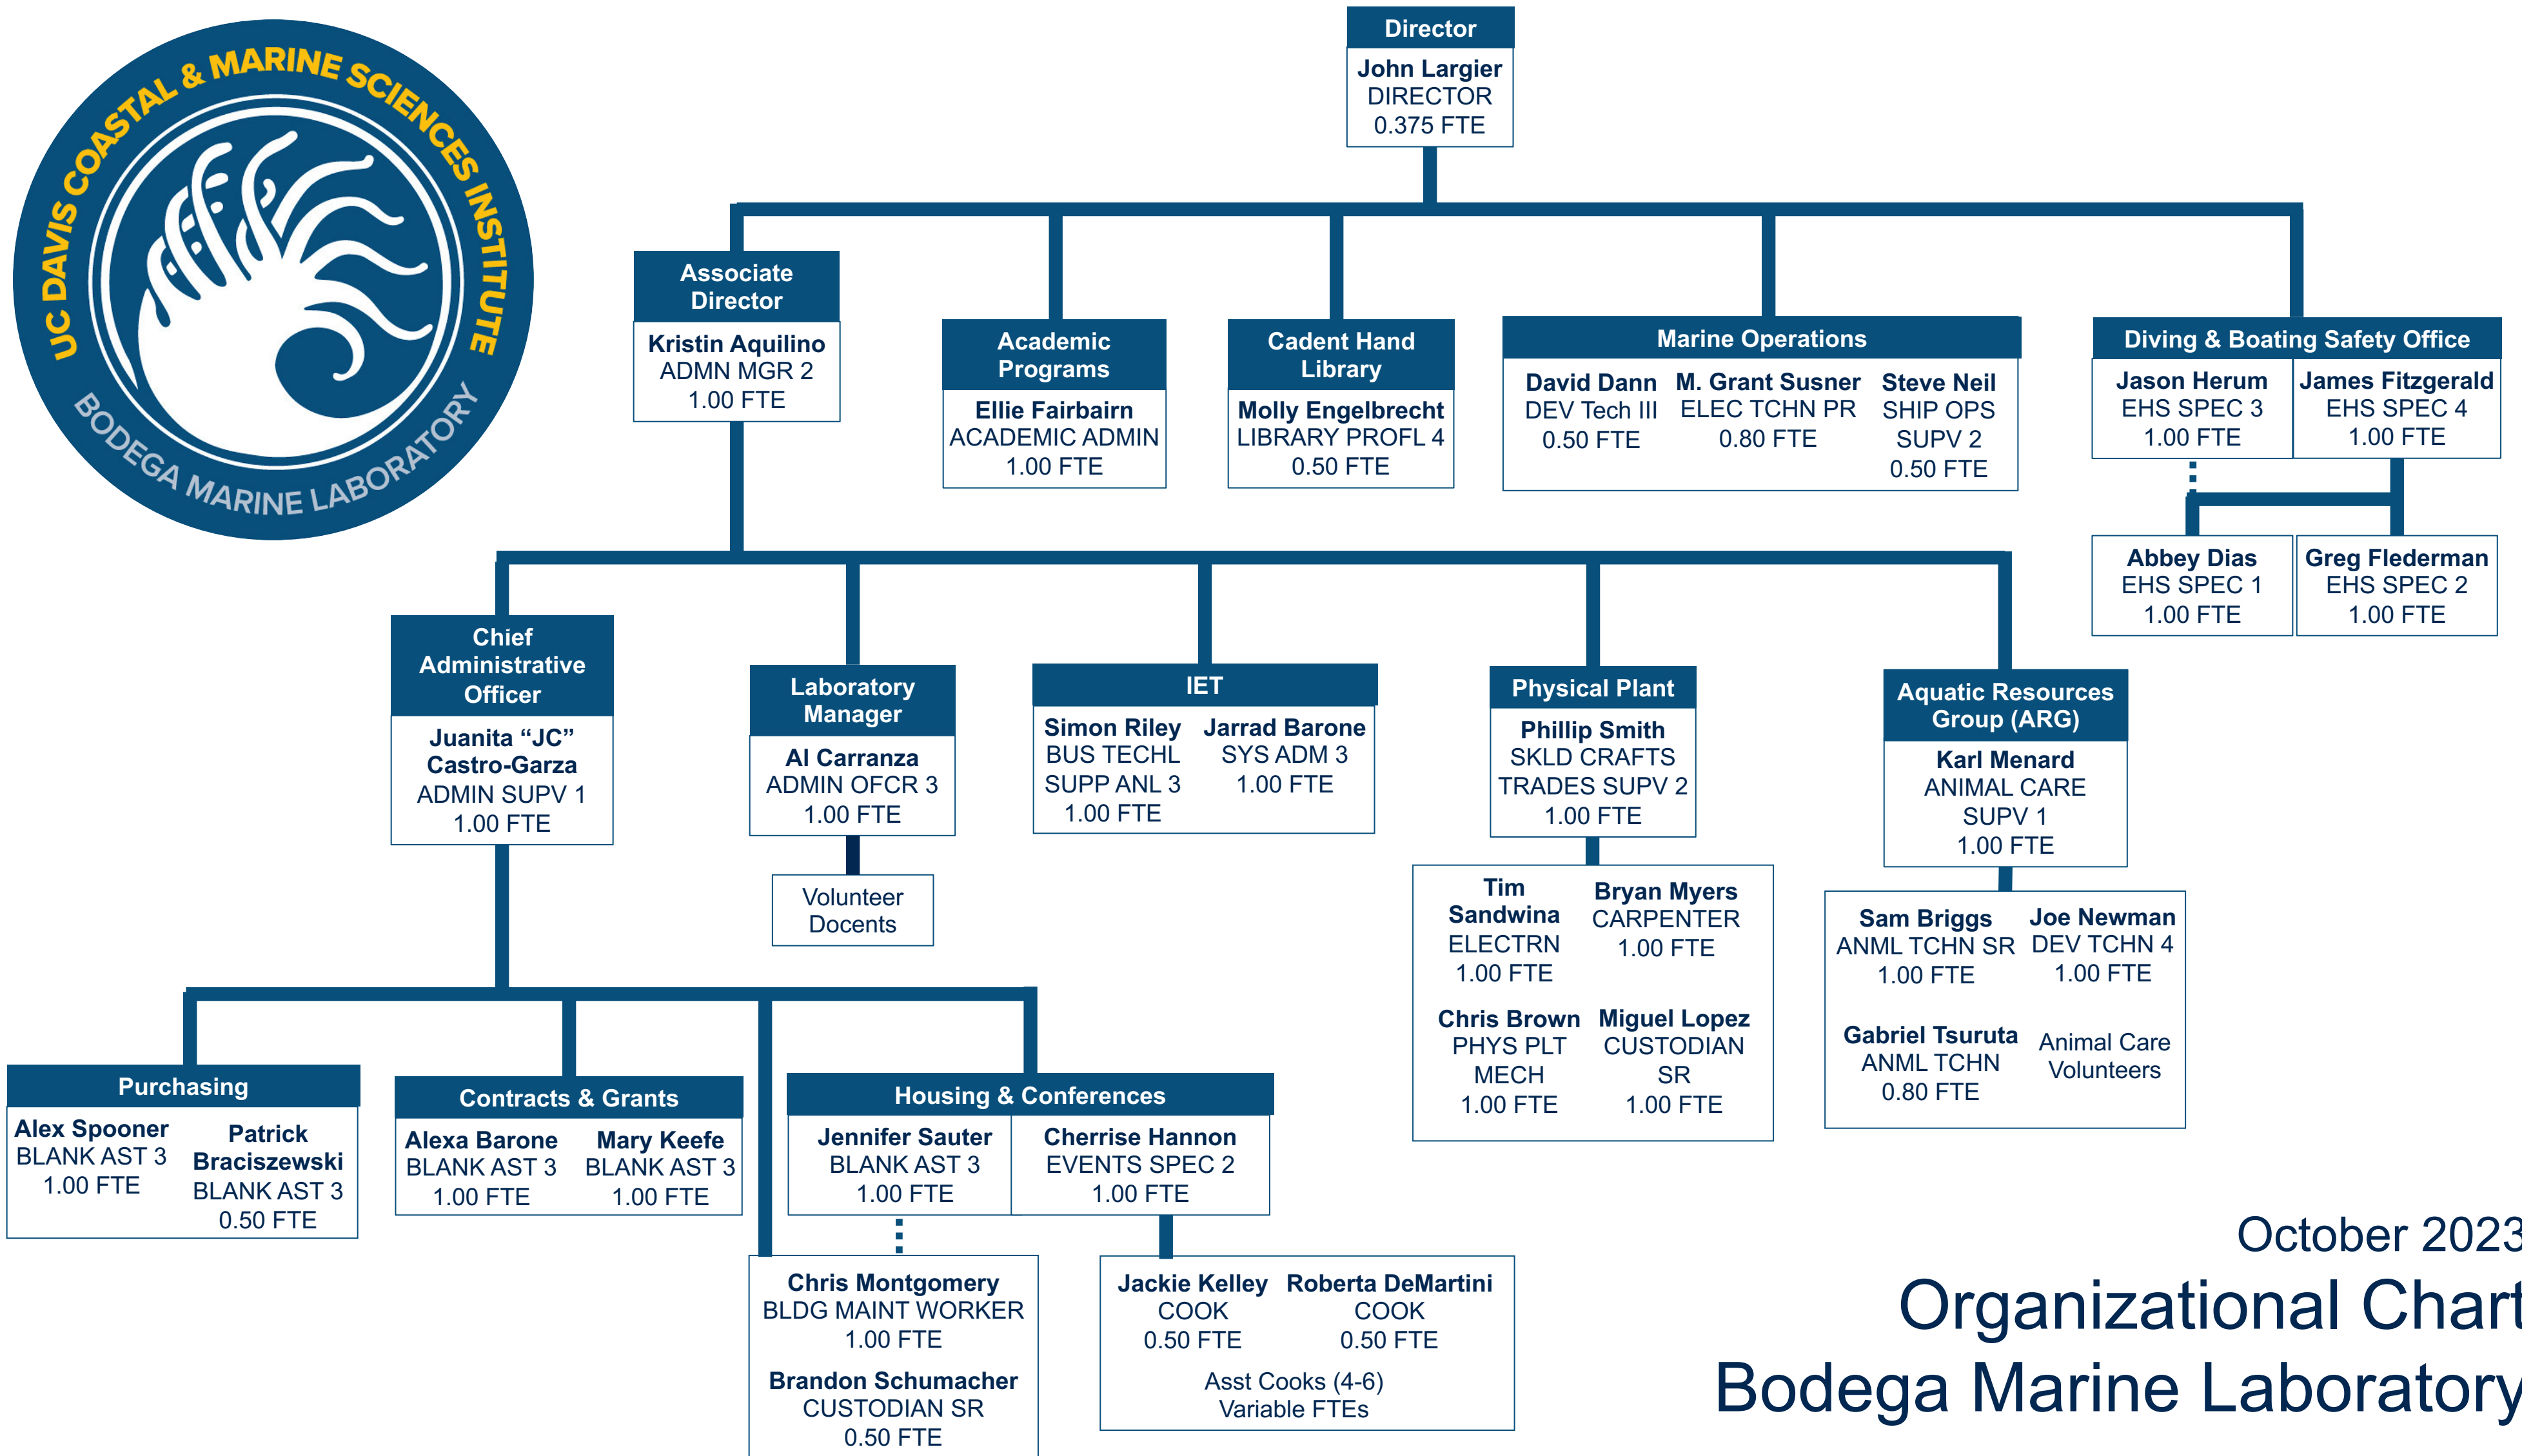 UC DAVIS COASTAL & MARINE SCIENCES INSTITUTE
BODEGA MARINE LABORATORY
Director
John Largier
DIRECTOR
0.375 FTE
Associate
Director
Kristin Aquilino
ADMN MGR 2
1.00 FTE
Academic
Programs
Ellie Fairbairn
ACADEMIC ADMIN
1.00 FTE
Cadent Hand
Library
Molly Engelbrecht
LIBRARY PROFL 4
0.50 FTE
Marine Operations
David Dann
DEV Tech III
0.50 FTE
M. Grant Susner
ELEC TCHN PR
0.80 FTE
Steve Neil
SHIP OPS
SUPV 2
0.50 FTE
Diving & Boating Safety Office
Jason Herum
EHS SPEC 3
1.00 FTE
James Fitzgerald
EHS SPEC 4
1.00 FTE
Abbey Dias
EHS SPEC 1
1.00 FTE
Greg Flederman
EHS SPEC 2
1.00 FTE
Chief
Administrative
Officer
Juanita “JC”
Castro-Garza
ADMIN SUPV 1
1.00 FTE
Laboratory
Manager
Al Carranza
ADMIN OFCR 3
1.00 FTE
Volunteer
Docents
IET
Simon Riley
BUS TECHL
SUPP ANL 3
1.00 FTE
Jarrad Barone
SYS ADM 3
1.00 FTE
Physical Plant
Phillip Smith
SKLD CRAFTS
TRADES SUPV 2
1.00 FTE
Tim
Sandwina
ELECTRN
1.00 FTE
Bryan Myers
CARPENTER
1.00 FTE
Chris Brown
PHYS PLT
MECH
1.00 FTE
Miguel Lopez
CUSTODIAN
SR
1.00 FTE
Aquatic Resources
Group (ARG)
Karl Menard
ANIMAL CARE
SUPV 1
1.00 FTE
Sam Briggs
ANML TCHN SR
1.00 FTE
Joe Newman
DEV TCHN 4
1.00 FTE
Gabriel Tsuruta
ANML TCHN
0.80 FTE
Animal Care
Volunteers
Purchasing
Alex Spooner
BLANK AST 3
1.00 FTE
Patrick
Braciszewski
BLANK AST 3
0.50 FTE
Contracts & Grants
Alexa Barone
BLANK AST 3
1.00 FTE
Mary Keefe
BLANK AST 3
1.00 FTE
Housing & Conferences
Jennifer Sauter
BLANK AST 3
1.00 FTE
Cherrise Hannon
EVENTS SPEC 2
1.00 FTE
Chris Montgomery
BLDG MAINT WORKER
1.00 FTE
Brandon Schumacher
CUSTODIAN SR
0.50 FTE
Jackie Kelley
COOK
0.50 FTE
Roberta DeMartini
COOK
0.50 FTE
Asst Cooks (4-6)
Variable FTEs
October 2023
Organizational Chart
Bodega Marine Laboratory